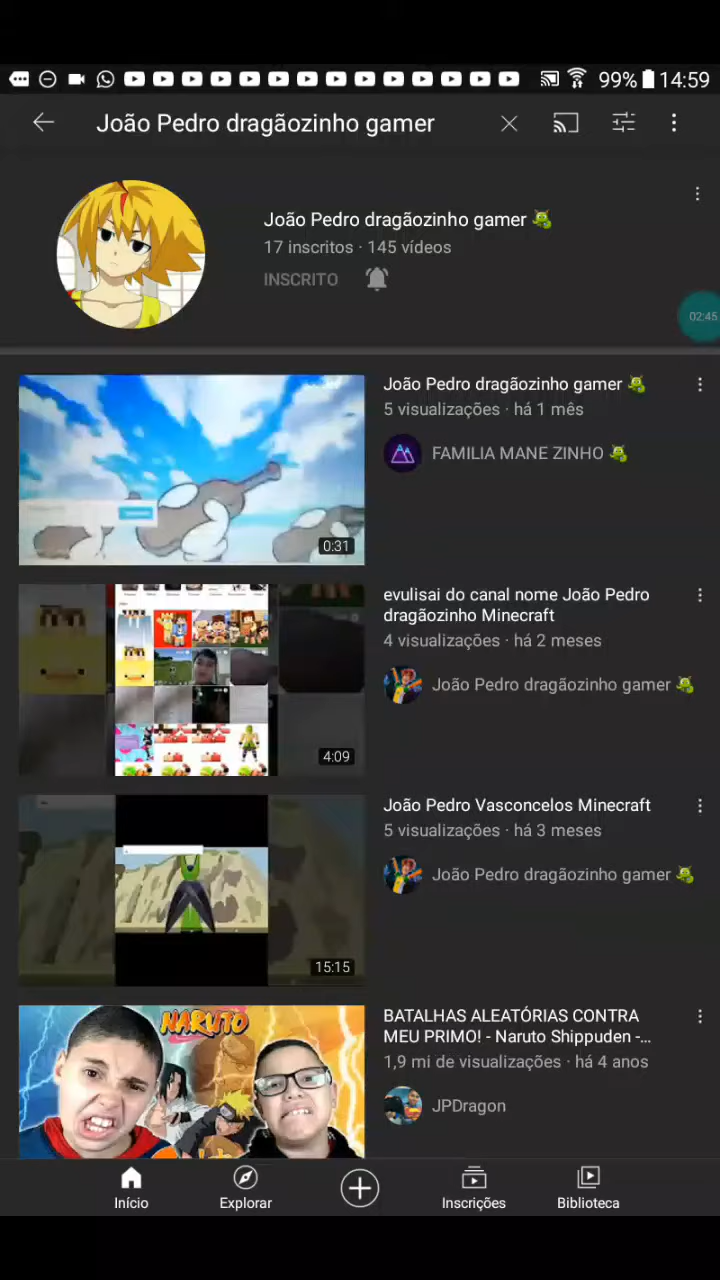 99% 14:59
João Pedro dragãozinho gamer
João Pedro dragãozinho gamer
17 inscritos · 145 vídeos
INSCRITO
02:45
João Pedro dragãozinho gamer
5 visualizações · há 1 mês
FAMILIA MANE ZINHO
0:31
evulisai do canal nome João Pedro
dragãozinho Minecraft
4 visualizações · há 2 meses
João Pedro dragãozinho gamer
4:09
João Pedro Vasconcelos Minecraft
5 visualizações · há 3 meses
João Pedro dragãozinho gamer
15:15
NARUTO
BATALHAS ALEATÓRIAS CONTRA
MEU PRIMO! - Naruto Shippuden -...
1,9 mi de visualizações · há 4 anos
JPDragon
Início
Explorar
Inscrições
Biblioteca